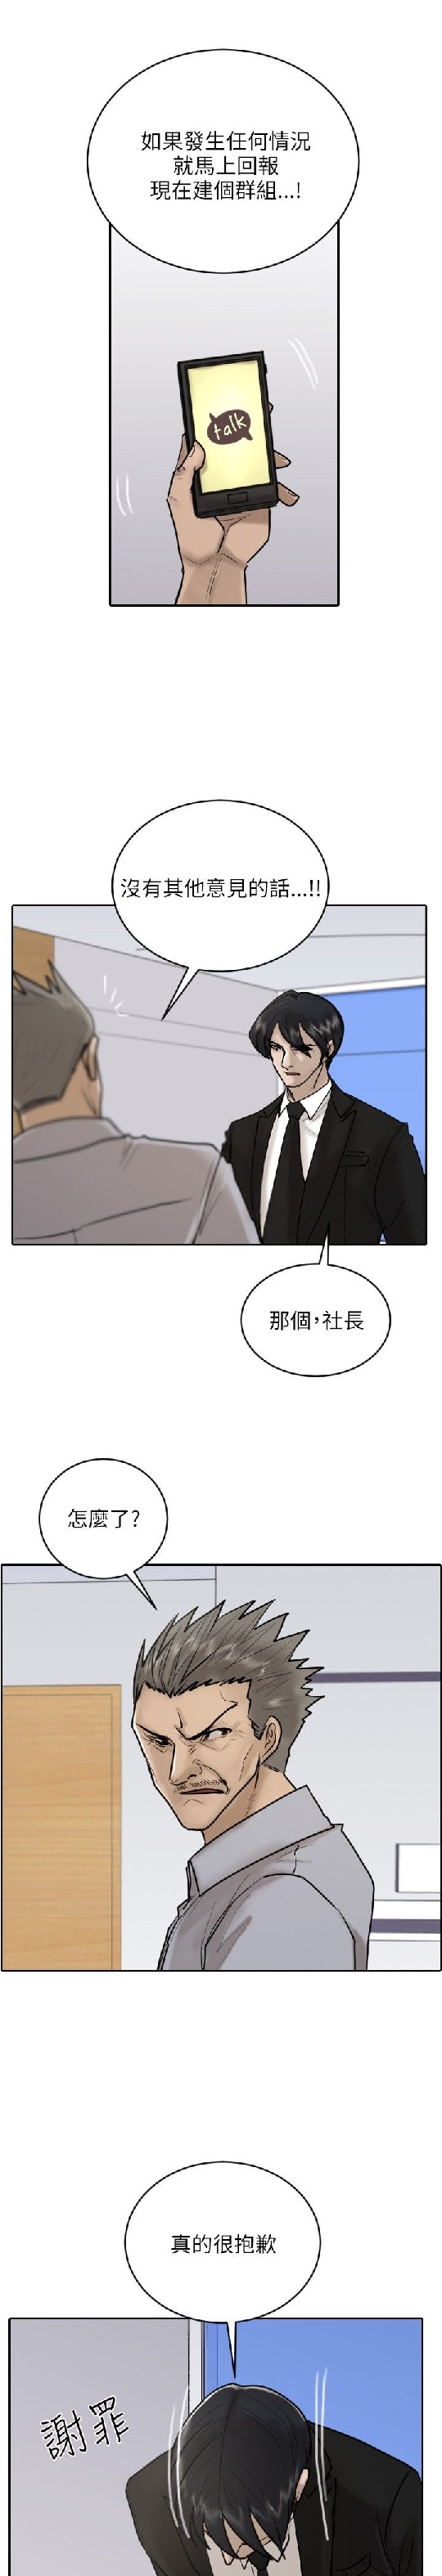 如果發生任何情況
就馬上回報
現在建個群組...!
talk
沒有其他意見的話...!!
那個,社長
怎麼了?
真的很抱歉
謝罪